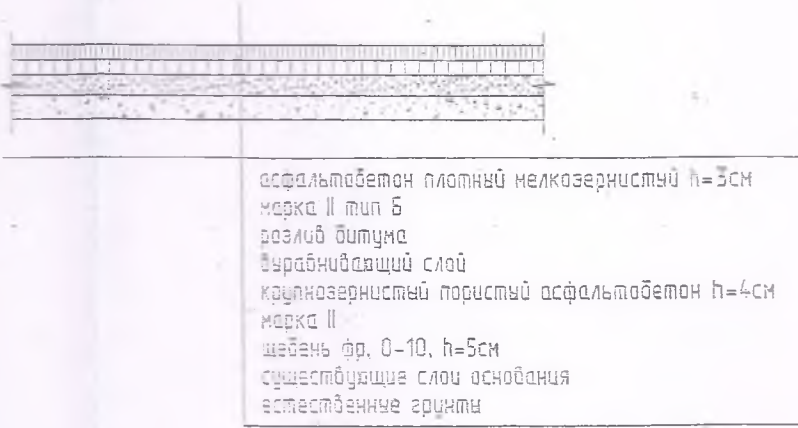 асфальтобетон плотный мелкозернистый h=3см
марка II тип Б
розлив битума
выравнивающий слой
крупнозернистый пористый асфальтобетон h=4см
марка II
щебень фр. 0-10, h=5см
существующие слои основания
естественные грунты